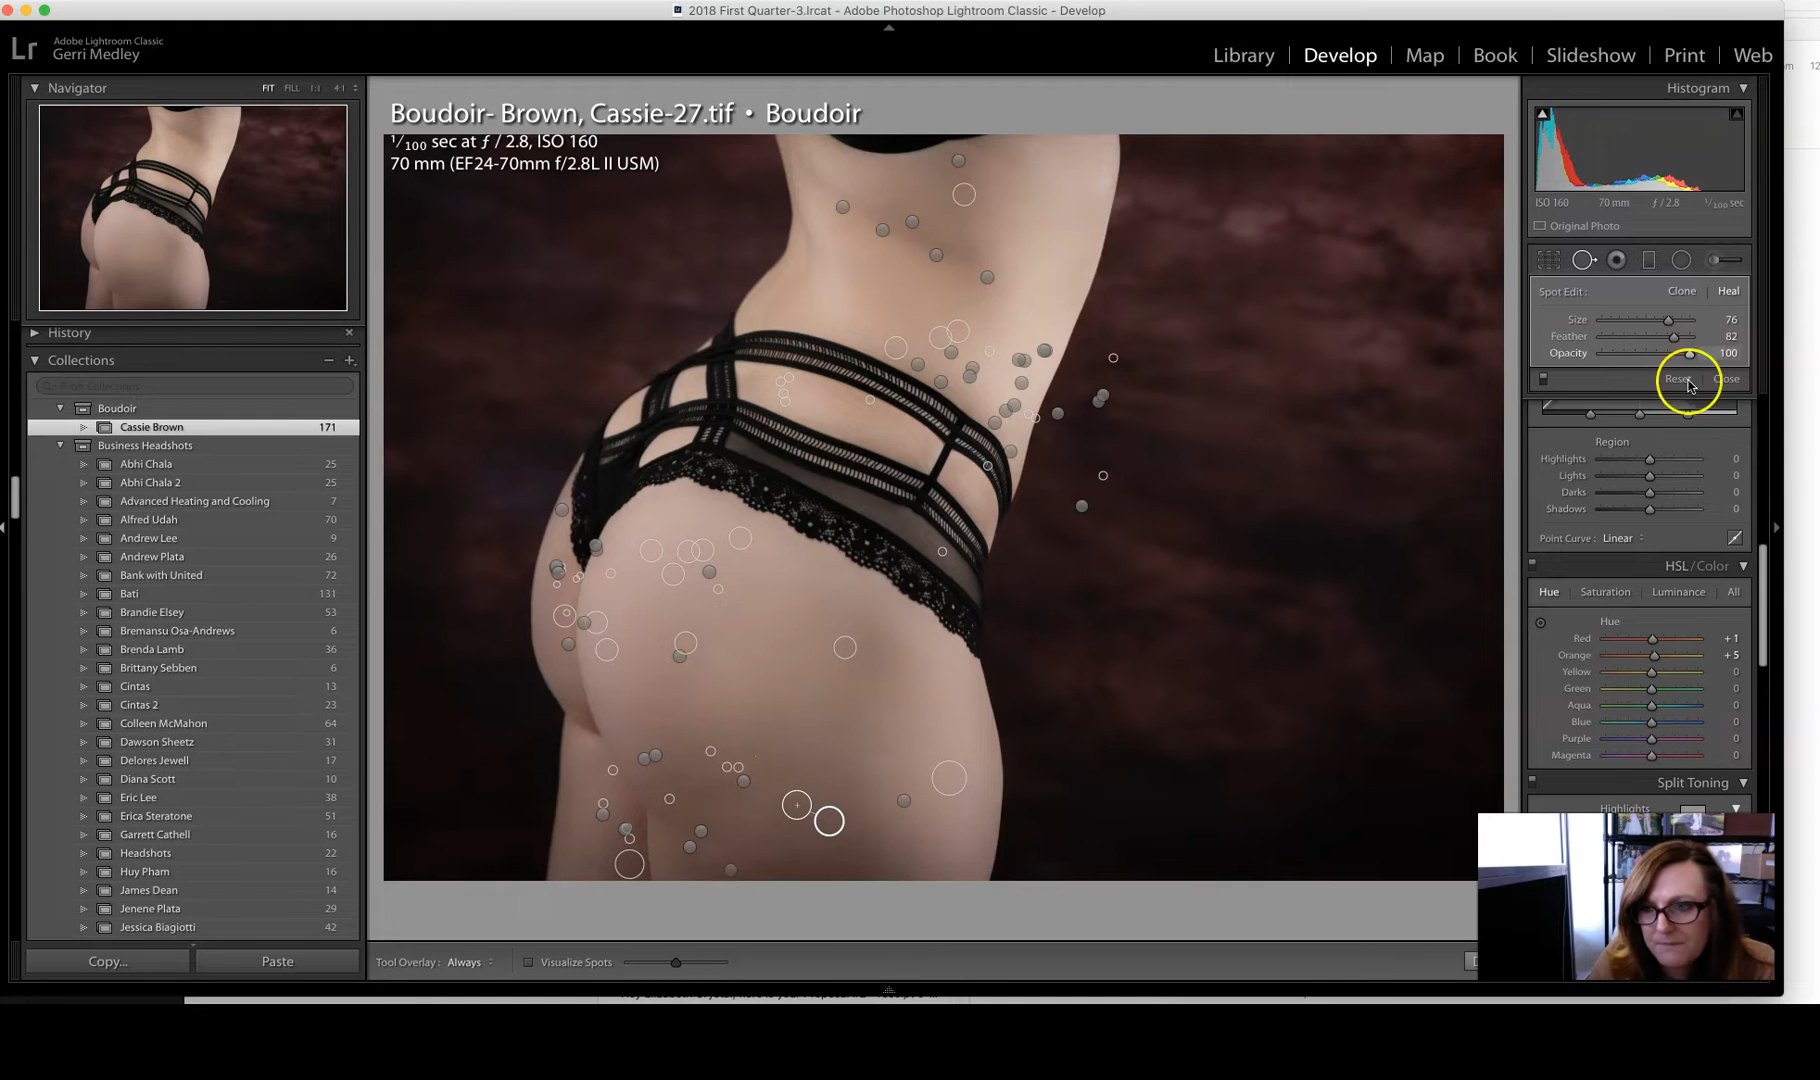 2018 First Quarter-3.lrcat - Adobe Photoshop Lightroom Classic - Develop
Lr
Adobe Lightroom Classic
Gerri Medley
Library | Develop | Map | Book | Slideshow | Print | Web
Navigator
FIT FILL 1:1 4:1
History
Collections
Boudoir
Cassie Brown 171
Business Headshots
Abhi Chala 25
Abhi Chala 2 25
Advanced Heating and Cooling 7
Alfred Udah 70
Andrew Lee 9
Andrew Plata 26
Bank with United 72
Bati 131
Brandie Elsey 53
Bremansu Osa-Andrews 6
Brenda Lamb 36
Brittany Sebben 6
Cintas 13
Cintas 2 23
Colleen McMahon 64
Dawson Sheetz 31
Delores Jewell 17
Diana Scott 10
Eric Lee 38
Erica Steratone 51
Garrett Cathell 16
Headshots 22
Huy Pham 16
James Dean 14
Jenene Plata 29
Jessica Biagiotti 42
Copy...
Paste
Boudoir- Brown, Cassie-27.tif • Boudoir
1/100 sec at ƒ / 2.8, ISO 160
70 mm (EF24-70mm f/2.8L II USM)
Tool Overlay : Always
Visualize Spots
Histogram
ISO 160 70 mm ƒ / 2.8 1/100 sec
Original Photo
Spot Edit : Clone | Heal
Size 76
Feather 82
Opacity 100
Reset Close
Region
Highlights 0
Lights 0
Darks 0
Shadows 0
Point Curve : Linear
HSL / Color
Hue Saturation Luminance All
Hue
Red + 1
Orange + 5
Yellow 0
Green 0
Aqua 0
Blue 0
Purple 0
Magenta 0
Split Toning
Highlights